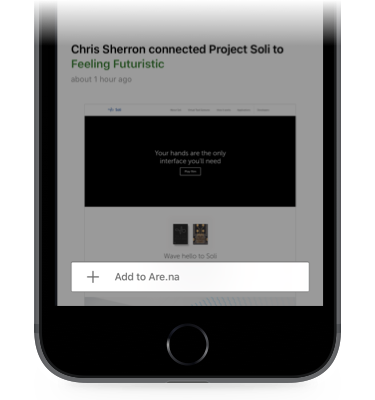 Chris Sherron connected Project Soli to
Feeling Futuristic
about 1 hour ago
Your hands are the only
interface you'll need
Wave hello to Soli
Add to Are.na